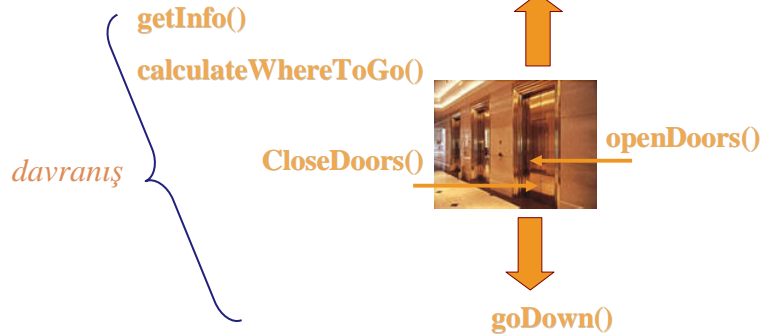 getInfo()
calculateWhereToGo()
openDoors()
CloseDoors()
davranış
goDown()